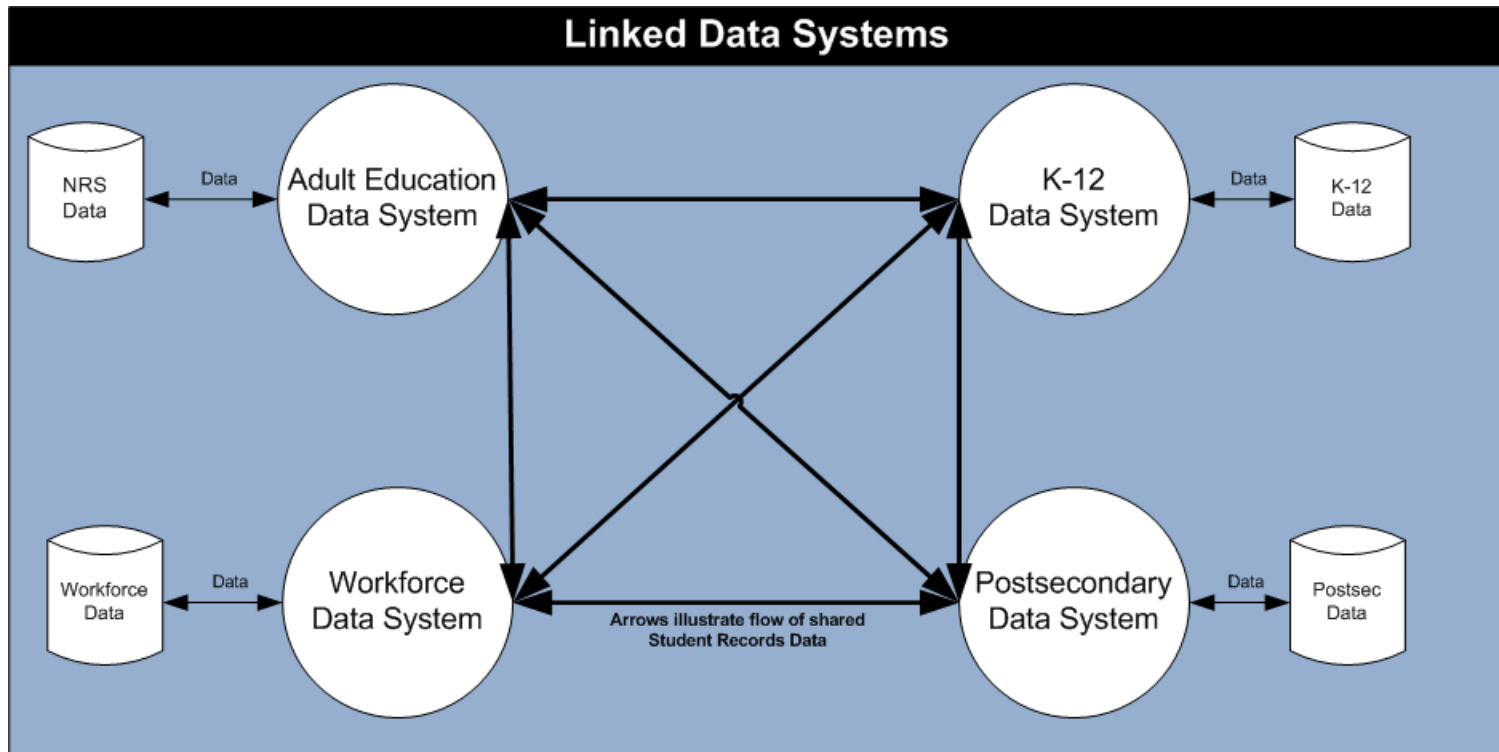 Linked Data Systems
NRS
Data
Data
Adult Education
Data System
K-12
Data System
Data
K-12
Data
Workforce
Data
Data
Workforce
Data System
Arrows illustrate flow of shared
Student Records Data
Postsecondary
Data System
Data
Postsec
Data